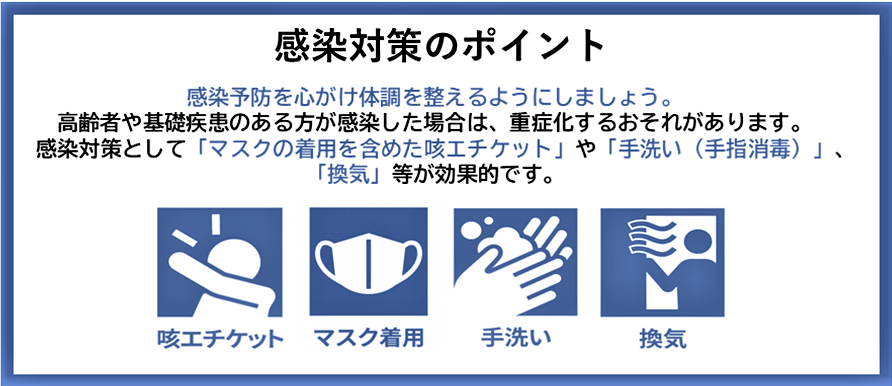 感染対策のポイント
感染予防を心がけ体調を整えるようにしましょう。
高齢者や基礎疾患のある方が感染した場合は、重症化するおそれがあります。
感染対策として「マスクの着用を含めた咳エチケット」や「手洗い（手指消毒）」、
「換気」等が効果的です。
咳エチケット
マスク着用
手洗い
換気